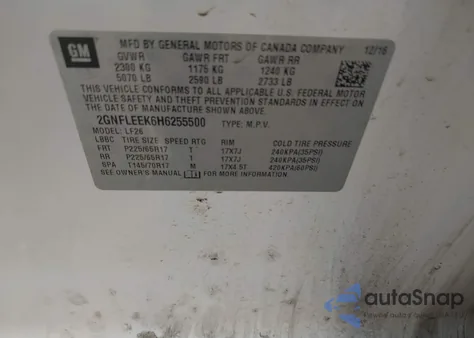 GM
MFD BY GENERAL MOTORS OF CANADA COMPANY 12/16
GVWR GAWR FRT GAWR RR
2300 KG 1175 KG 1240 KG
5070 LB 2590 LB 2733 LB
THIS VEHICLE CONFORMS TO ALL APPLICABLE U.S. FEDERAL MOTOR
VEHICLE SAFETY AND THEFT PREVENTION STANDARDS IN EFFECT ON THE
DATE OF MANUFACTURE SHOWN ABOVE.
2GNFLEEK6H6255500 TYPE: M.P.V.
MODEL: LF26
LBBC TIRE SIZE SPEED RTG RIM COLD TIRE PRESSURE
FRT P225/65R17 T 17X7J 240KPA(35PSI)
RR P225/65R17 T 17X7J 240KPA(35PSI)
SPA T145/70R17 M 17X4.5T 420KPA(60PSI)
SEE OWNER'S MANUAL FOR MORE INFORMATION.
autoSnap